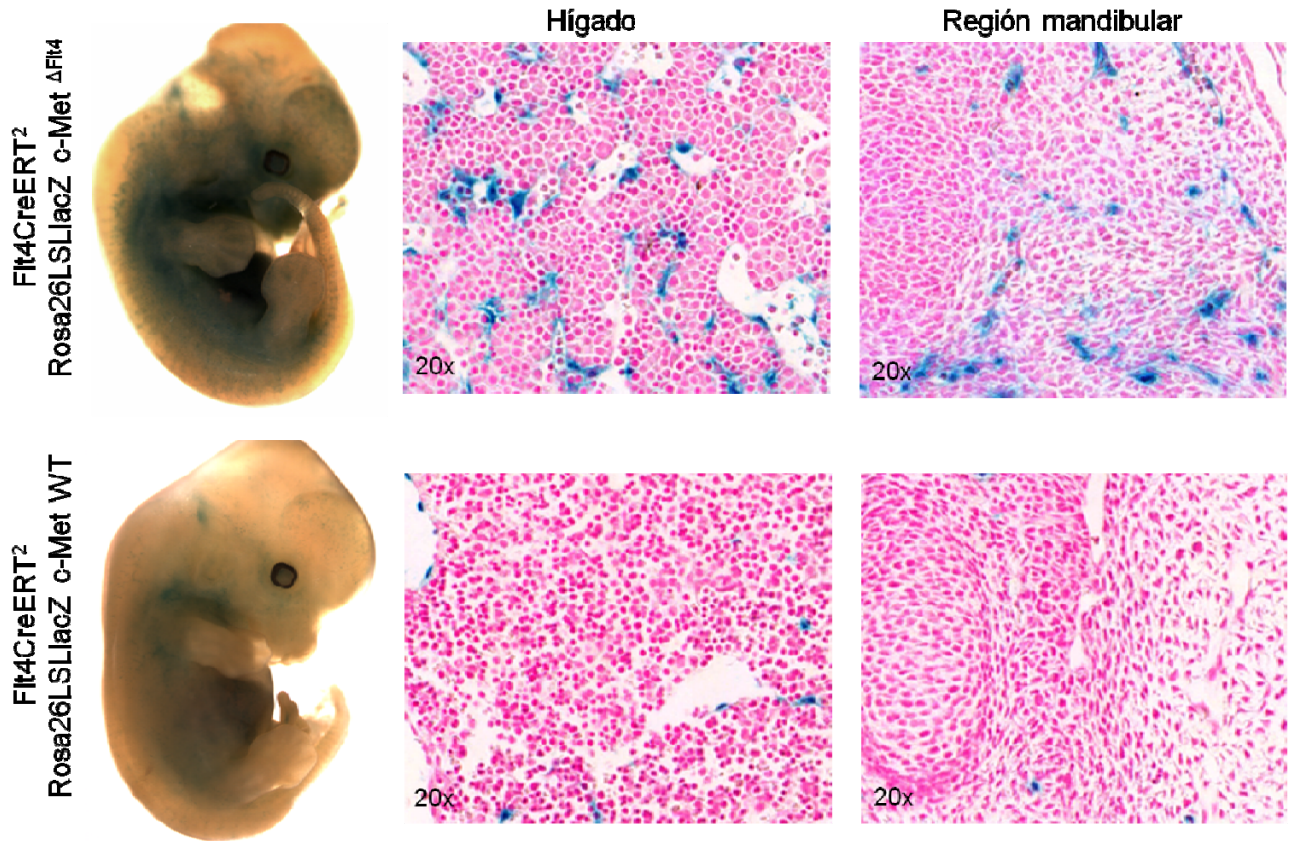 Hígado
Región mandibular
Flt4CreERT²
Rosa26LSLlacZ c-Met ΔFlt4
20x
20x
Flt4CreERT²
Rosa26LSLlacZ c-Met WT
20x
20x